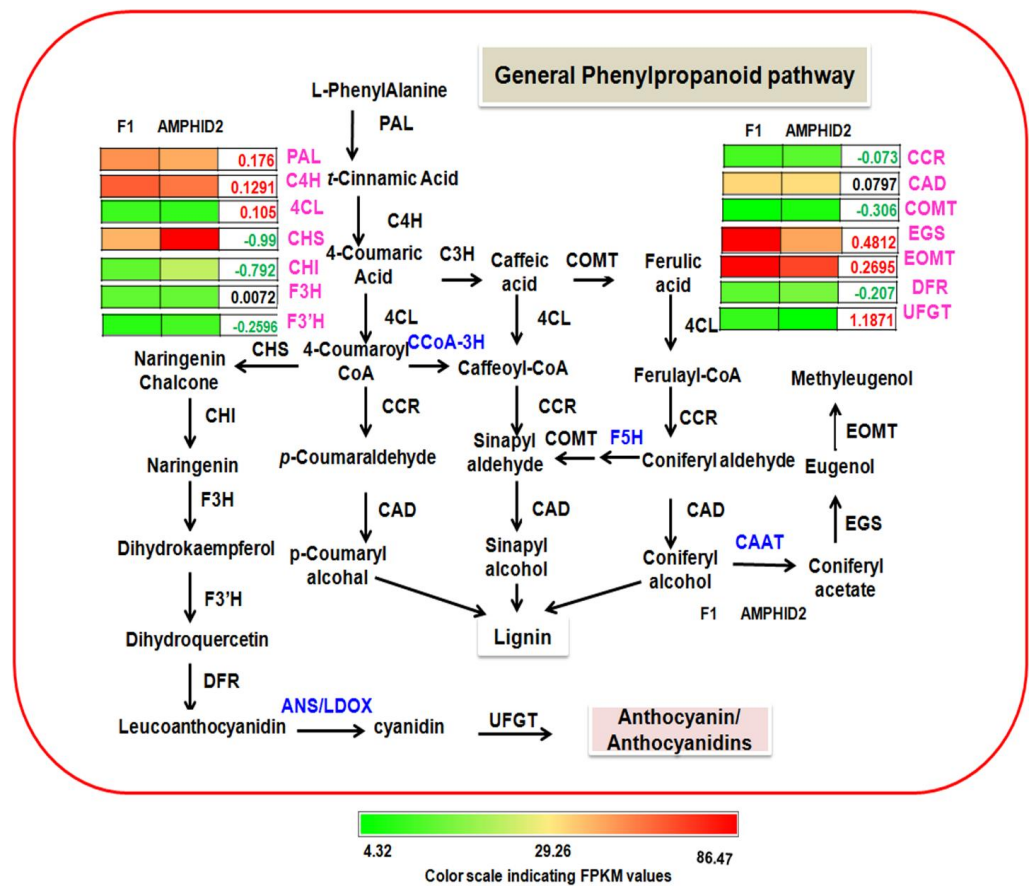 General Phenylpropanoid pathway
L-PhenylAlanine
PAL
F1 AMPHID2
0.176 PAL
0.1291 C4H
0.105 4CL
-0.99 CHS
-0.792 CHI
0.0072 F3H
-0.2596 F3'H
F1 AMPHID2
-0.073 CCR
0.0797 CAD
-0.306 COMT
0.4812 EGS
0.2695 EOMT
-0.207 DFR
1.1871 UFGT
t-Cinnamic Acid
C4H
4-Coumaric
Acid
C3H
Caffeic
acid
COMT
Ferulic
acid
4CL
4CL
4CL
Naringenin
Chalcone
CHS
4-Coumaroyl
CoA
CCoA-3H
Caffeoyl-CoA
Ferulayl-CoA
Methyleugenol
CHI
CCR
CCR
CCR
EOMT
Naringenin
p-Coumaraldehyde
Sinapyl
aldehyde
COMT
F5H
Coniferyl aldehyde
Eugenol
F3H
CAD
CAD
CAD
EGS
Dihydrokaempferol
p-Coumaryl
alcohal
Sinapyl
alcohol
Coniferyl
alcohol
CAAT
Coniferyl
acetate
F1 AMPHID2
F3’H
Lignin
Dihydroquercetin
DFR
Leucoanthocyanidin
ANS/LDOX
cyanidin
UFGT
Anthocyanin/
Anthocyanidins
4.32 29.26 86.47
Color scale indicating FPKM values